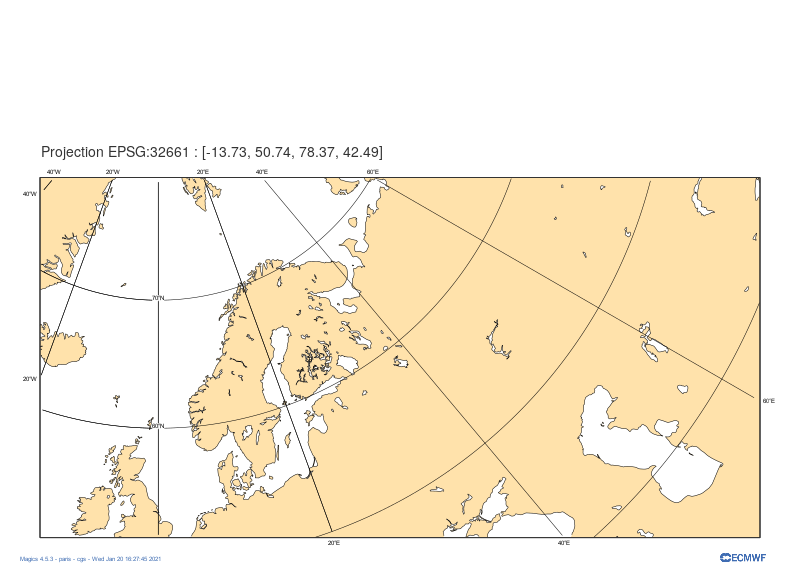 Projection EPSG:32661 : [-13.73, 50.74, 78.37, 42.49]
40°W 20°W 20°E 40°E 60°E
40°W
70°N
20°W
60°E
60°N
20°E 40°E
Magics 4.5.3 - paris - cgs - Wed Jan 20 16:27:45 2021
ECMWF